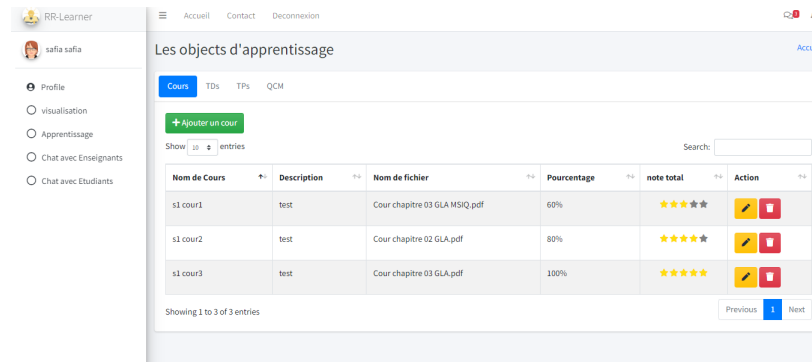 RR-Learner
Accueil Contact Deconnexion
safia safia
Profile
visualisation
Apprentissage
Chat avec Enseignants
Chat avec Etudiants
Les objects d'apprentissage
Accu
Cours TDs TPs QCM
+ Ajouter un cour
Show 10 entries
Search:
Nom de Cours Description Nom de fichier Pourcentage note total Action
s1 cour1 test Cour chapitre 03 GLA MSIQ.pdf 60%
s1 cour2 test Cour chapitre 02 GLA.pdf 80%
s1 cour3 test Cour chapitre 03 GLA.pdf 100%
Showing 1 to 3 of 3 entries
Previous 1 Next